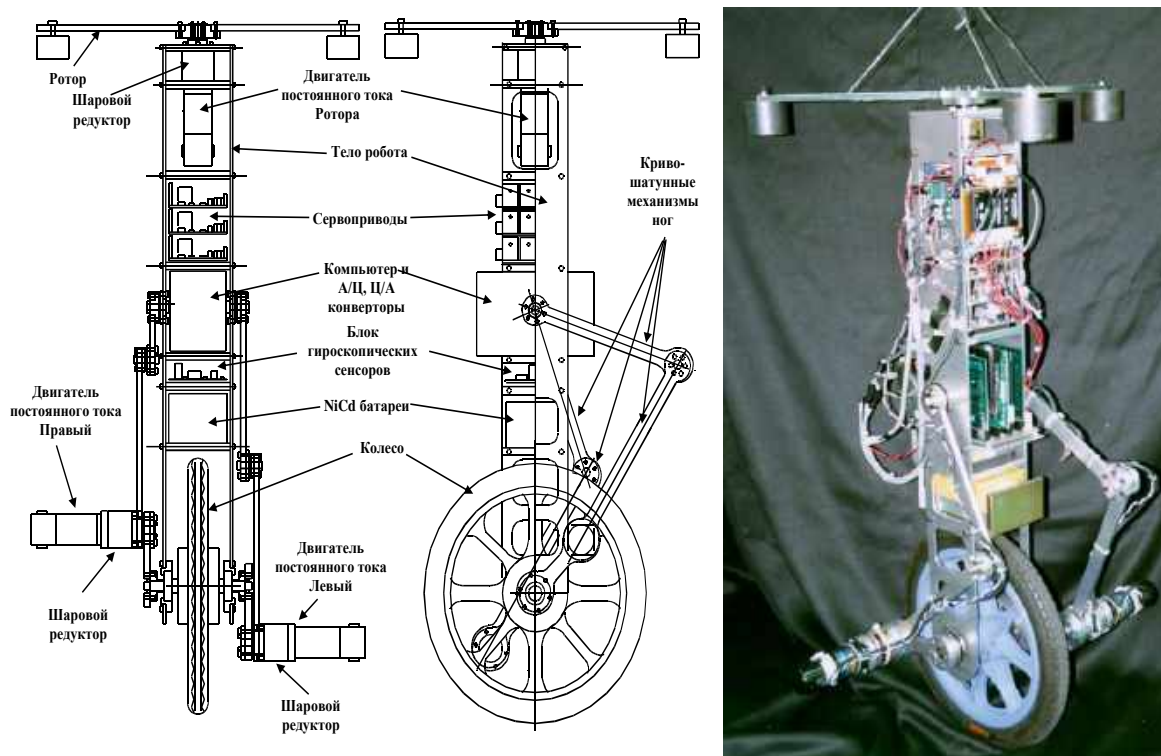 Ротор
Шаровой
редуктор
Двигатель
постоянного тока
Ротора
Тело робота
Криво-
шатунные
механизмы
ног
Сервоприводы
Компьютер и
А/Ц, Ц/А
конверторы
Блок
гироскопических
сенсоров
Двигатель
постоянного тока
Правый
NiCd батареи
Колесо
Двигатель
постоянного тока
Левый
Шаровой
редуктор
Шаровой
редуктор